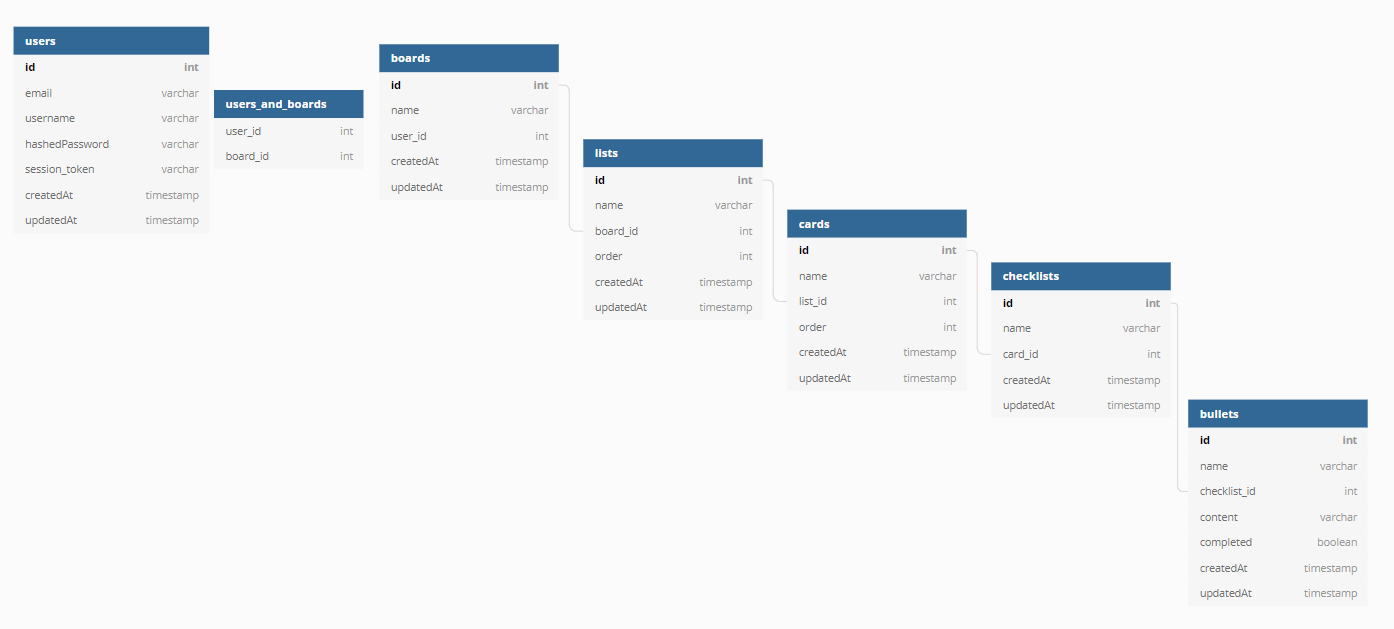 users
id int
email varchar
username varchar
hashedPassword varchar
session_token varchar
createdAt timestamp
updatedAt timestamp
users_and_boards
user_id int
board_id int
boards
id int
name varchar
user_id int
createdAt timestamp
updatedAt timestamp
lists
id int
name varchar
board_id int
order int
createdAt timestamp
updatedAt timestamp
cards
id int
name varchar
list_id int
order int
createdAt timestamp
updatedAt timestamp
checklists
id int
name varchar
card_id int
createdAt timestamp
updatedAt timestamp
bullets
id int
name varchar
checklist_id int
content varchar
completed boolean
createdAt timestamp
updatedAt timestamp